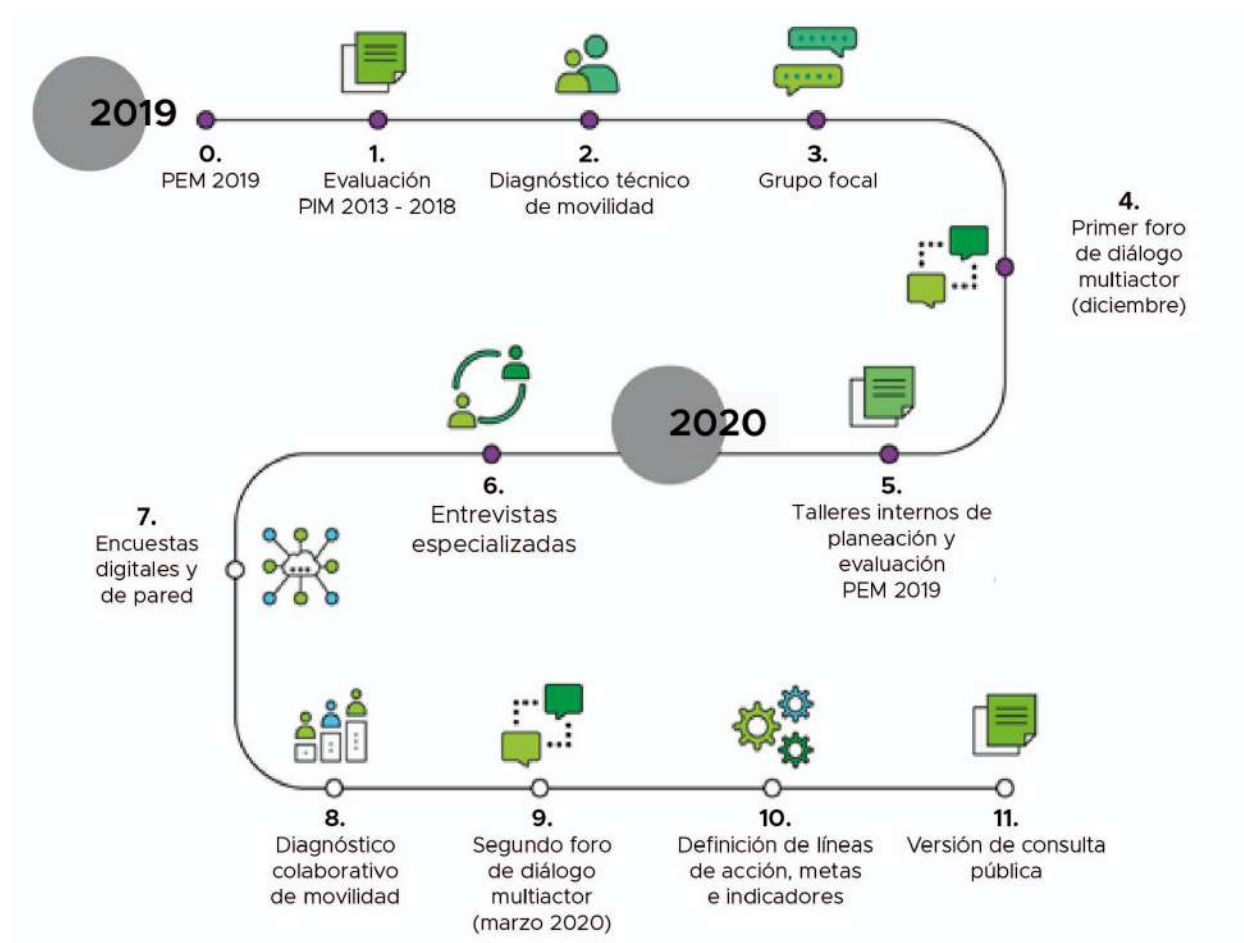 2019
0.
PEM 2019
1.
Evaluación
PIM 2013 - 2018
2.
Diagnóstico técnico
de movilidad
3.
Grupo focal
4.
Primer foro
de diálogo
multiactor
(diciembre)
2020
5.
Talleres internos de
planeación y
evaluación
PEM 2019
6.
Entrevistas
especializadas
7.
Encuestas
digitales y
de pared
8.
Diagnóstico
colaborativo
de movilidad
9.
Segundo foro
de diálogo
multiactor
(marzo 2020)
10.
Definición de líneas
de acción, metas
e indicadores
11.
Versión de consulta
pública